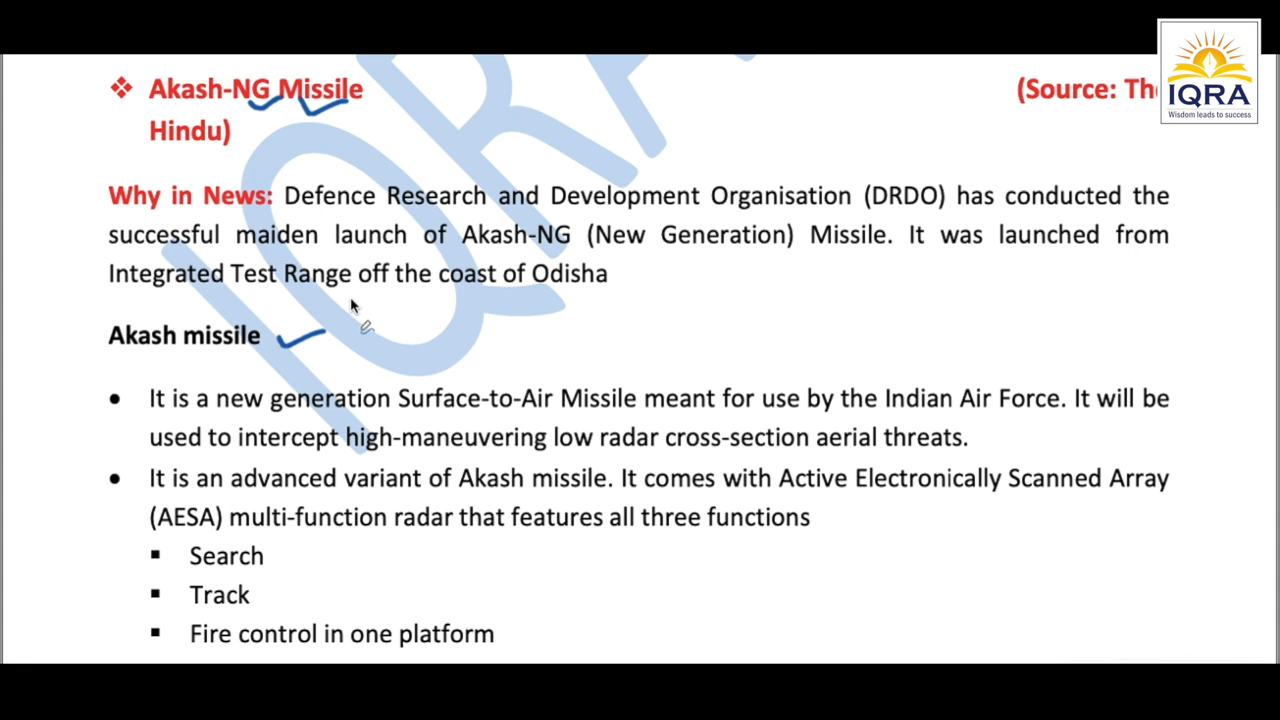 ❖ Akash-NG Missile (Source: The
Hindu)
IQRA
Wisdom leads to success
Why in News: Defence Research and Development Organisation (DRDO) has conducted the
successful maiden launch of Akash-NG (New Generation) Missile. It was launched from
Integrated Test Range off the coast of Odisha
Akash missile
• It is a new generation Surface-to-Air Missile meant for use by the Indian Air Force. It will be
used to intercept high-maneuvering low radar cross-section aerial threats.
• It is an advanced variant of Akash missile. It comes with Active Electronically Scanned Array
(AESA) multi-function radar that features all three functions
▪ Search
▪ Track
▪ Fire control in one platform
IQRA